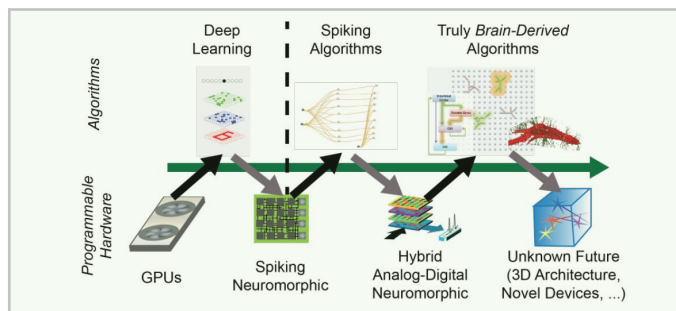 Deep
Learning
Spiking
Algorithms
Truly Brain-Derived
Algorithms
Algorithms
Programmable
Hardware
GPUs
Spiking
Neuromorphic
Hybrid
Analog-Digital
Neuromorphic
Unknown Future
(3D Architecture,
Novel Devices, ...)